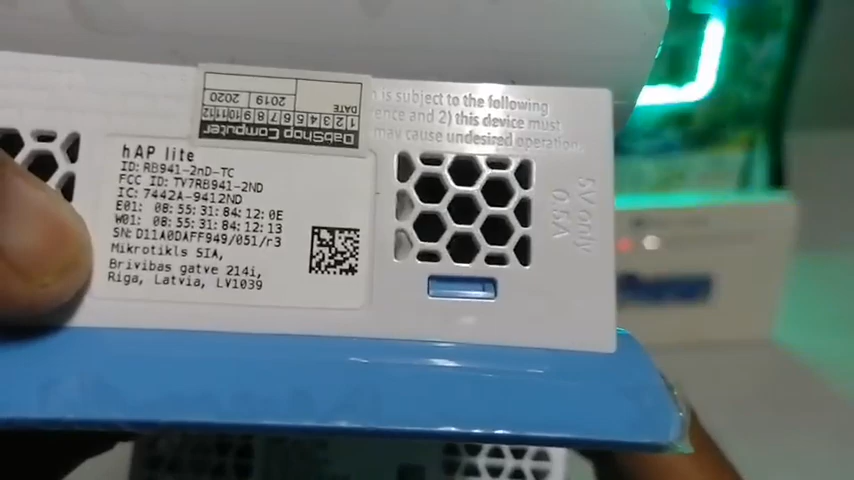 hAP lite
ID: RB941-2nD-TC
FCC ID: TV7RB941-2ND
IC: 7442A-9412ND
E01: 08:55:31:84:12:0E
W01: 08:55:31:84:12:13
SN: D11A0DAFF949/051/r3
Mikrotikls SIA,
Brivibas gatve 214i,
Riga, Latvia, LV1039
DabShop Computer
1 2 3 4 5 6 7 8 9 10 11 12
DATE 2019 2020
is subject to the following
and 2) this device must
may cause undesired operation.
5V only
0.5A